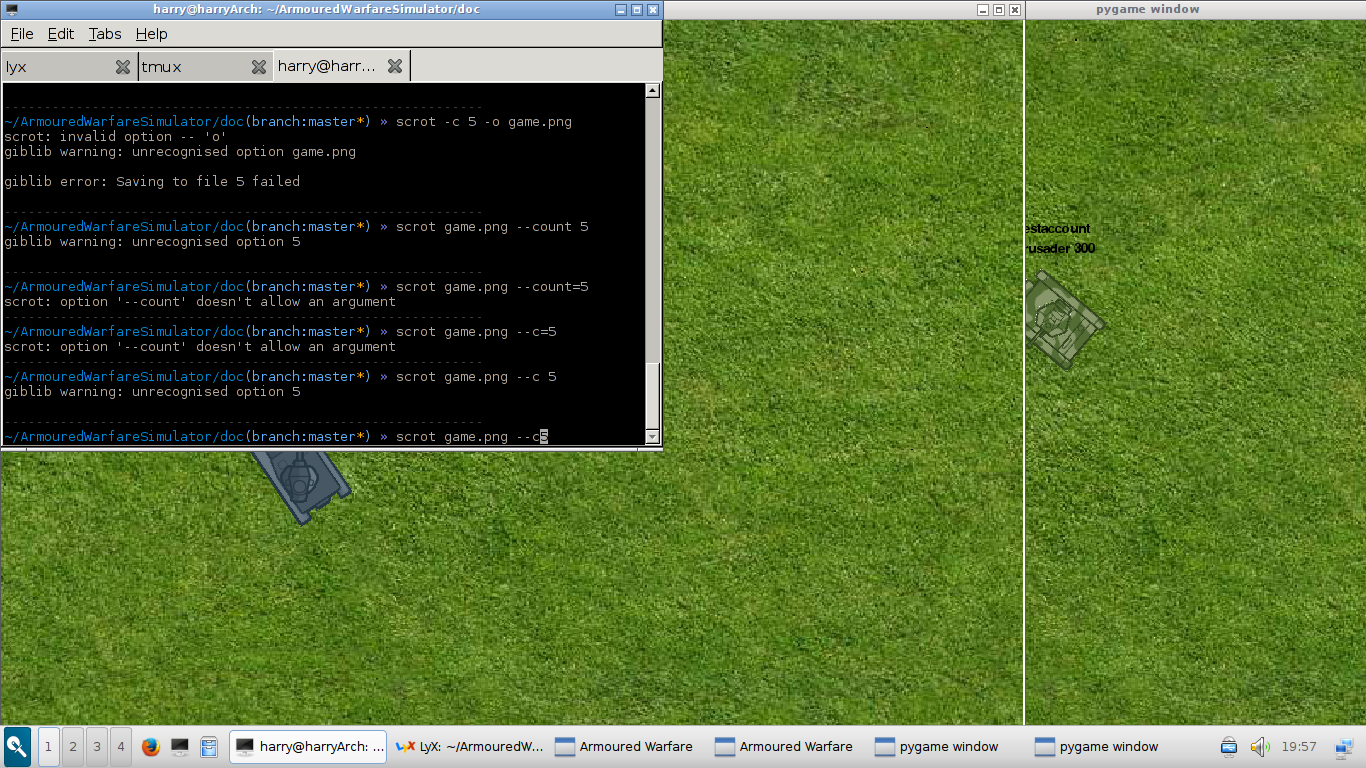 harry@harryArch: ~/ArmouredWarfareSimulator/doc
pygame window
File Edit Tabs Help
lyx tmux harry@harr...
------------------------------------------------------------
~/ArmouredWarfareSimulator/doc(branch:master*) » scrot -c 5 -o game.png
scrot: invalid option -- 'o'
giblib warning: unrecognised option game.png
giblib error: Saving to file 5 failed
------------------------------------------------------------
~/ArmouredWarfareSimulator/doc(branch:master*) » scrot game.png --count 5
giblib warning: unrecognised option 5
------------------------------------------------------------
~/ArmouredWarfareSimulator/doc(branch:master*) » scrot game.png --count=5
scrot: option '--count' doesn't allow an argument
------------------------------------------------------------
~/ArmouredWarfareSimulator/doc(branch:master*) » scrot game.png --c=5
scrot: option '--count' doesn't allow an argument
------------------------------------------------------------
~/ArmouredWarfareSimulator/doc(branch:master*) » scrot game.png --c 5
giblib warning: unrecognised option 5
------------------------------------------------------------
~/ArmouredWarfareSimulator/doc(branch:master*) » scrot game.png --c5
estaccount
rusader 300
1 2 3 4 harry@harryArch: ... LyX: ~/ArmouredW... Armoured Warfare Armoured Warfare pygame window pygame window 19:57